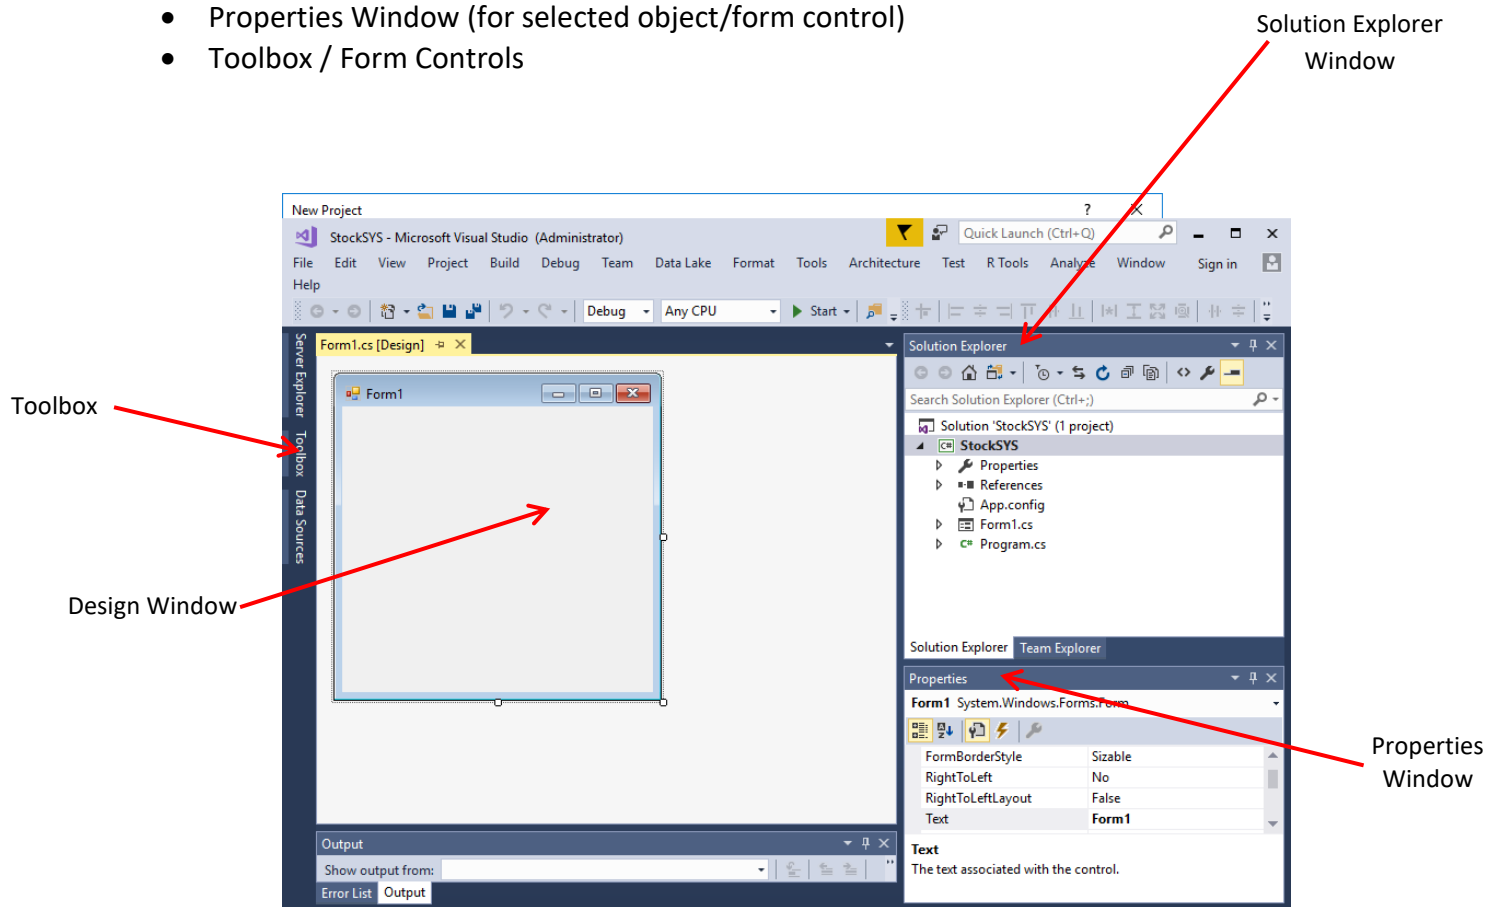 • Properties Window (for selected object/form control)
• Toolbox / Form Controls
Solution Explorer
Window
New Project ? X
StockSYS - Microsoft Visual Studio (Administrator)
Quick Launch (Ctrl+Q)
File Edit View Project Build Debug Team Data Lake Format Tools Architecture Test R Tools Analyze Window Sign in
Help
Debug Any CPU Start
Server Explorer
Toolbox
Data Sources
Form1.cs [Design]
Form1
Toolbox
Design Window
Solution Explorer
Search Solution Explorer (Ctrl+;)
Solution 'StockSYS' (1 project)
C# StockSYS
Properties
References
App.config
Form1.cs
C# Program.cs
Solution Explorer Team Explorer
Properties
Form1 System.Windows.Forms.Form
FormBorderStyle Sizable
RightToLeft No
RightToLeftLayout False
Text Form1
Text
The text associated with the control.
Properties
Window
Output
Show output from:
Error List Output